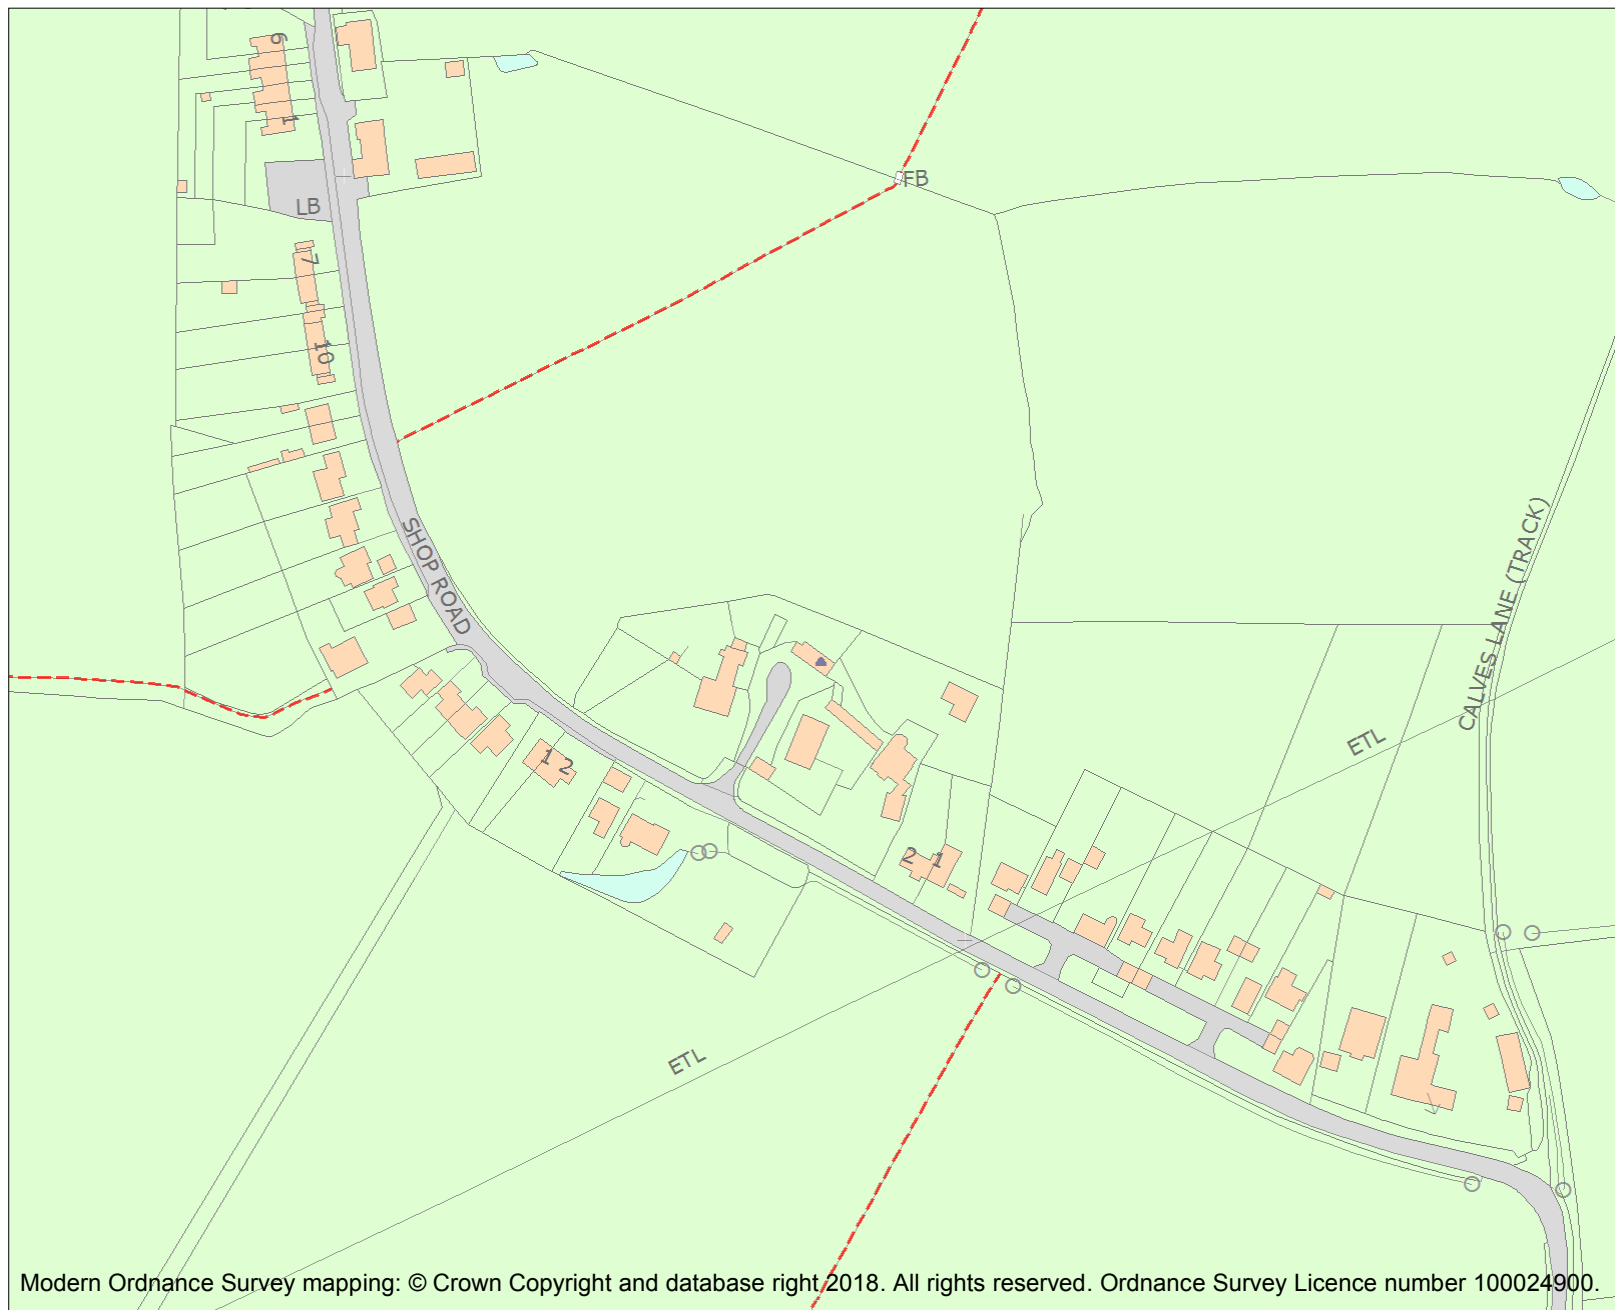 6
1
FB
LB
7
10
SHOP ROAD
CALVES LANE (TRACK)
ETL
1 2
2 1
ETL
Modern Ordnance Survey mapping: © Crown Copyright and database right 2018. All rights reserved. Ordnance Survey Licence number 100024900.